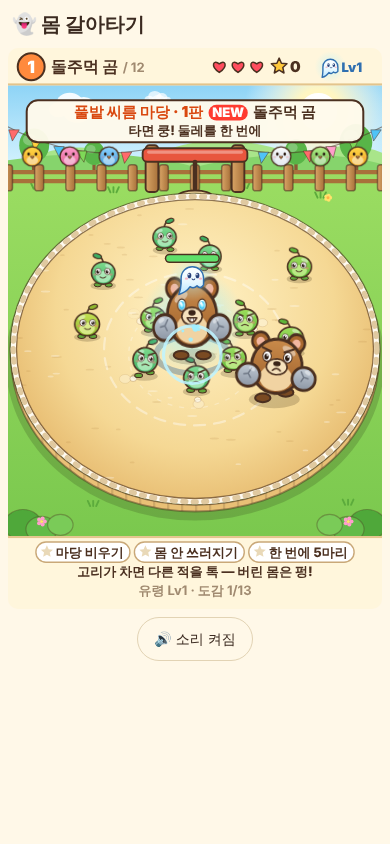 👻 몸 갈아타기
1 돌주먹 곰 / 12 0 Lv1
풀밭 씨름 마당 · 1판 NEW 돌주먹 곰
타면 쿵! 둘레를 한 번에
마당 비우기 몸 안 쓰러지기 한 번에 5마리
고리가 차면 다른 적을 톡 — 버린 몸은 펑!
유령 Lv1 · 도감 1/13
🔊 소리 켜짐